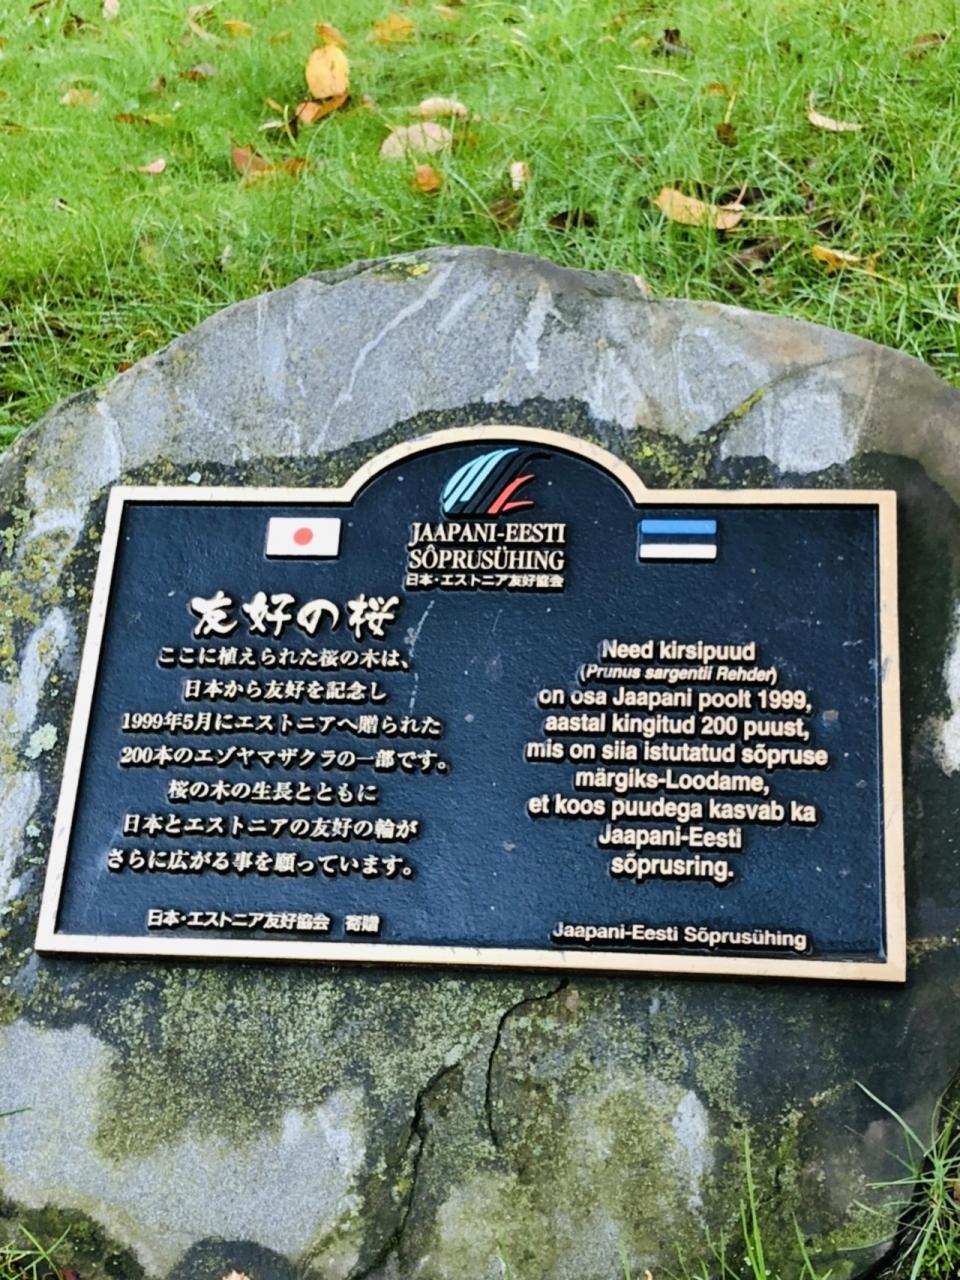 JAAPANI-EESTI
SÔPRUSÜHING
日本・エストニア友好協会
友好の桜
ここに植えられた桜の木は、
日本から友好を記念し
1999年5月にエストニアへ贈られた
200本のエゾヤマザクラの一部です。
桜の木の生長とともに
日本とエストニアの友好の輪が
さらに広がる事を願っています。
日本・エストニア友好協会 寄贈
Need kirsipuud
(Prunus sargentii Rehder)
on osa Jaapani poolt 1999,
aastal kingitud 200 puust,
mis on siia istutatud sõpruse
märgiks-Loodame,
et koos puudega kasvab ka
Jaapani-Eesti
sõprusring.
Jaapani-Eesti Sõprusühing